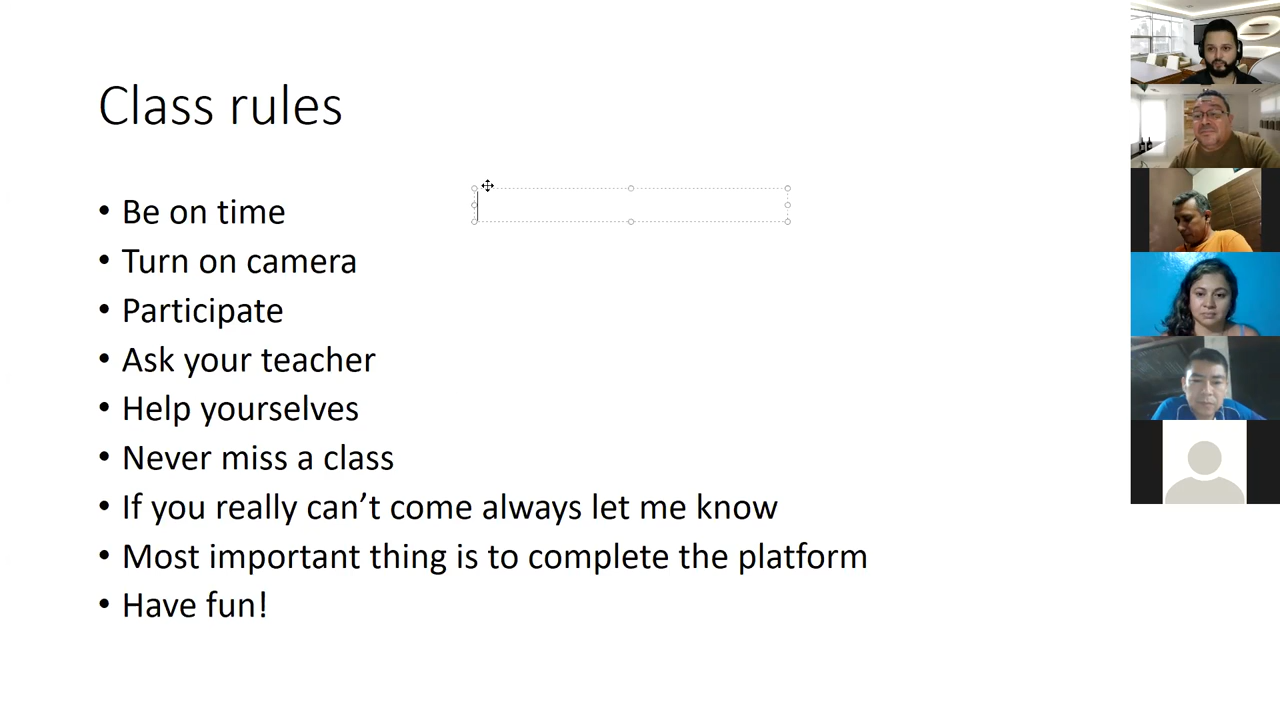 Class rules
• Be on time
• Turn on camera
• Participate
• Ask your teacher
• Help yourselves
• Never miss a class
• If you really can’t come always let me know
• Most important thing is to complete the platform
• Have fun!